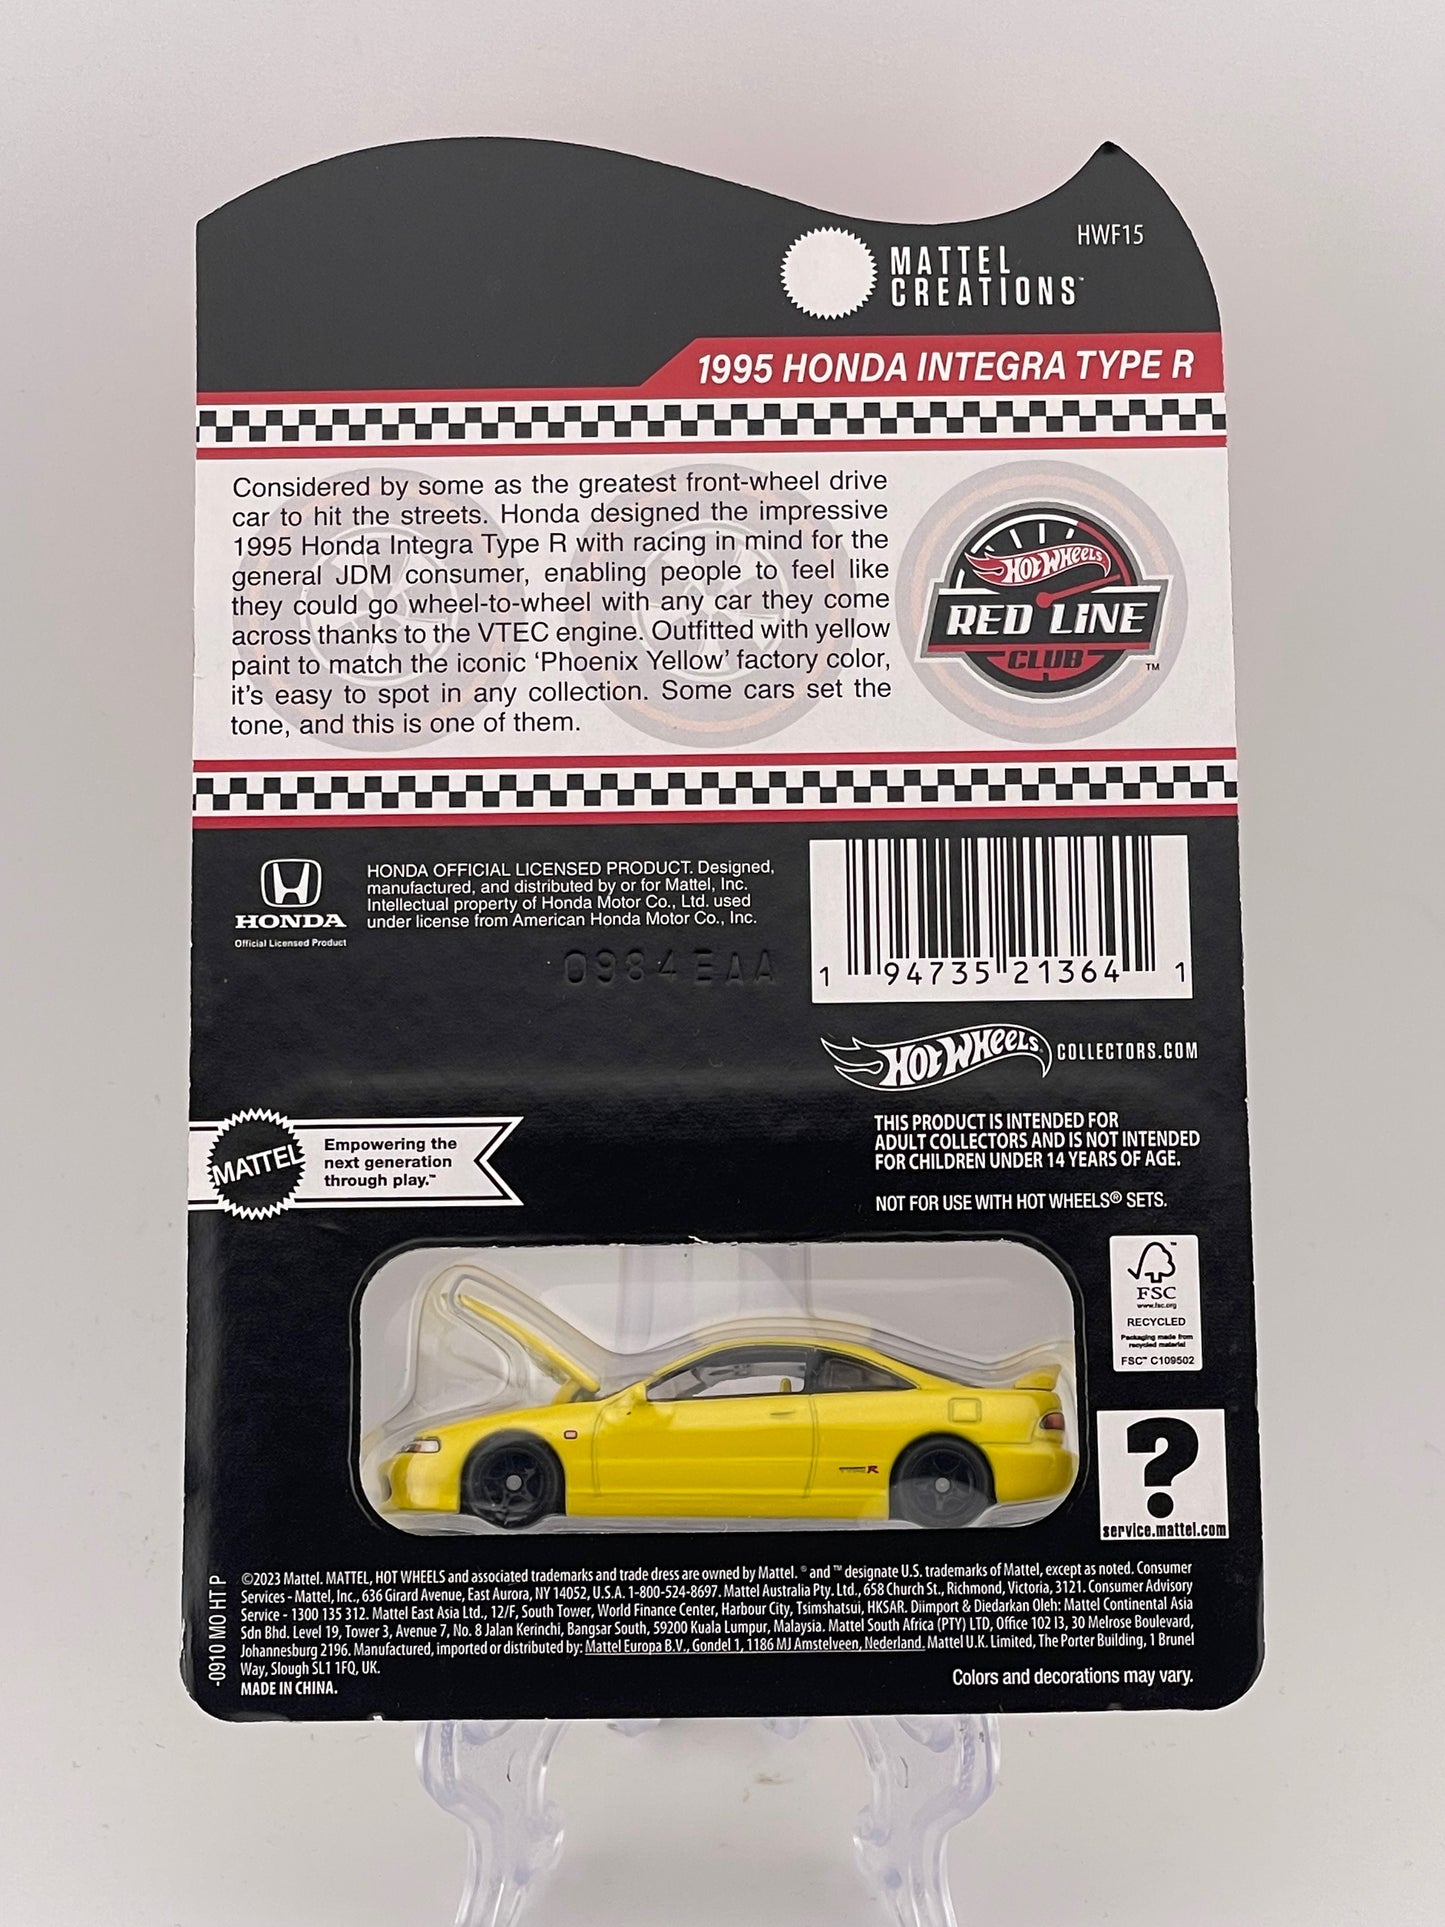 HWF15
MATTEL
CREATIONS™
1995 HONDA INTEGRA TYPE R
Considered by some as the greatest front-wheel drive
car to hit the streets. Honda designed the impressive
1995 Honda Integra Type R with racing in mind for the
general JDM consumer, enabling people to feel like
they could go wheel-to-wheel with any car they come
across thanks to the VTEC engine. Outfitted with yellow
paint to match the iconic ‘Phoenix Yellow’ factory color,
it's easy to spot in any collection. Some cars set the
tone, and this is one of them.
HOT WHEELS
RED LINE
CLUB ™
HONDA
Official Licensed Product
HONDA OFFICIAL LICENSED PRODUCT. Designed,
manufactured, and distributed by or for Mattel, Inc.
Intellectual property of Honda Motor Co., Ltd. used
under license from American Honda Motor Co., Inc.
0984EAA
1 94735 21364 1
HOT WHEELS COLLECTORS.COM
MATTEL
Empowering the
next generation
through play.™
THIS PRODUCT IS INTENDED FOR
ADULT COLLECTORS AND IS NOT INTENDED
FOR CHILDREN UNDER 14 YEARS OF AGE.
NOT FOR USE WITH HOT WHEELS® SETS.
FSC
www.fsc.org
RECYCLED
Packaging made from
recycled material
FSC™ C109502
TYPE R
?
service.mattel.com
-0910 MO HT P
©2023 Mattel. MATTEL, HOT WHEELS and associated trademarks and trade dress are owned by Mattel. ® and ™ designate U.S. trademarks of Mattel, except as noted. Consumer
Services - Mattel, Inc., 636 Girard Avenue, East Aurora, NY 14052, U.S.A. 1-800-524-8697. Mattel Australia Pty. Ltd., 658 Church St., Richmond, Victoria, 3121. Consumer Advisory
Service - 1300 135 312. Mattel East Asia Ltd., 12/F, South Tower, World Finance Center, Harbour City, Tsimshatsui, HKSAR. Diimport & Diedarkan Oleh: Mattel Continental Asia
Sdn Bhd. Level 19, Tower 3, Avenue 7, No. 8 Jalan Kerinchi, Bangsar South, 59200 Kuala Lumpur, Malaysia. Mattel South Africa (PTY) LTD, Office 102 I3, 30 Melrose Boulevard,
Johannesburg 2196. Manufactured, imported or distributed by: Mattel Europa B.V., Gondel 1, 1186 MJ Amstelveen, Nederland. Mattel U.K. Limited, The Porter Building, 1 Brunel
Way, Slough SL1 1FQ, UK.
MADE IN CHINA.
Colors and decorations may vary.